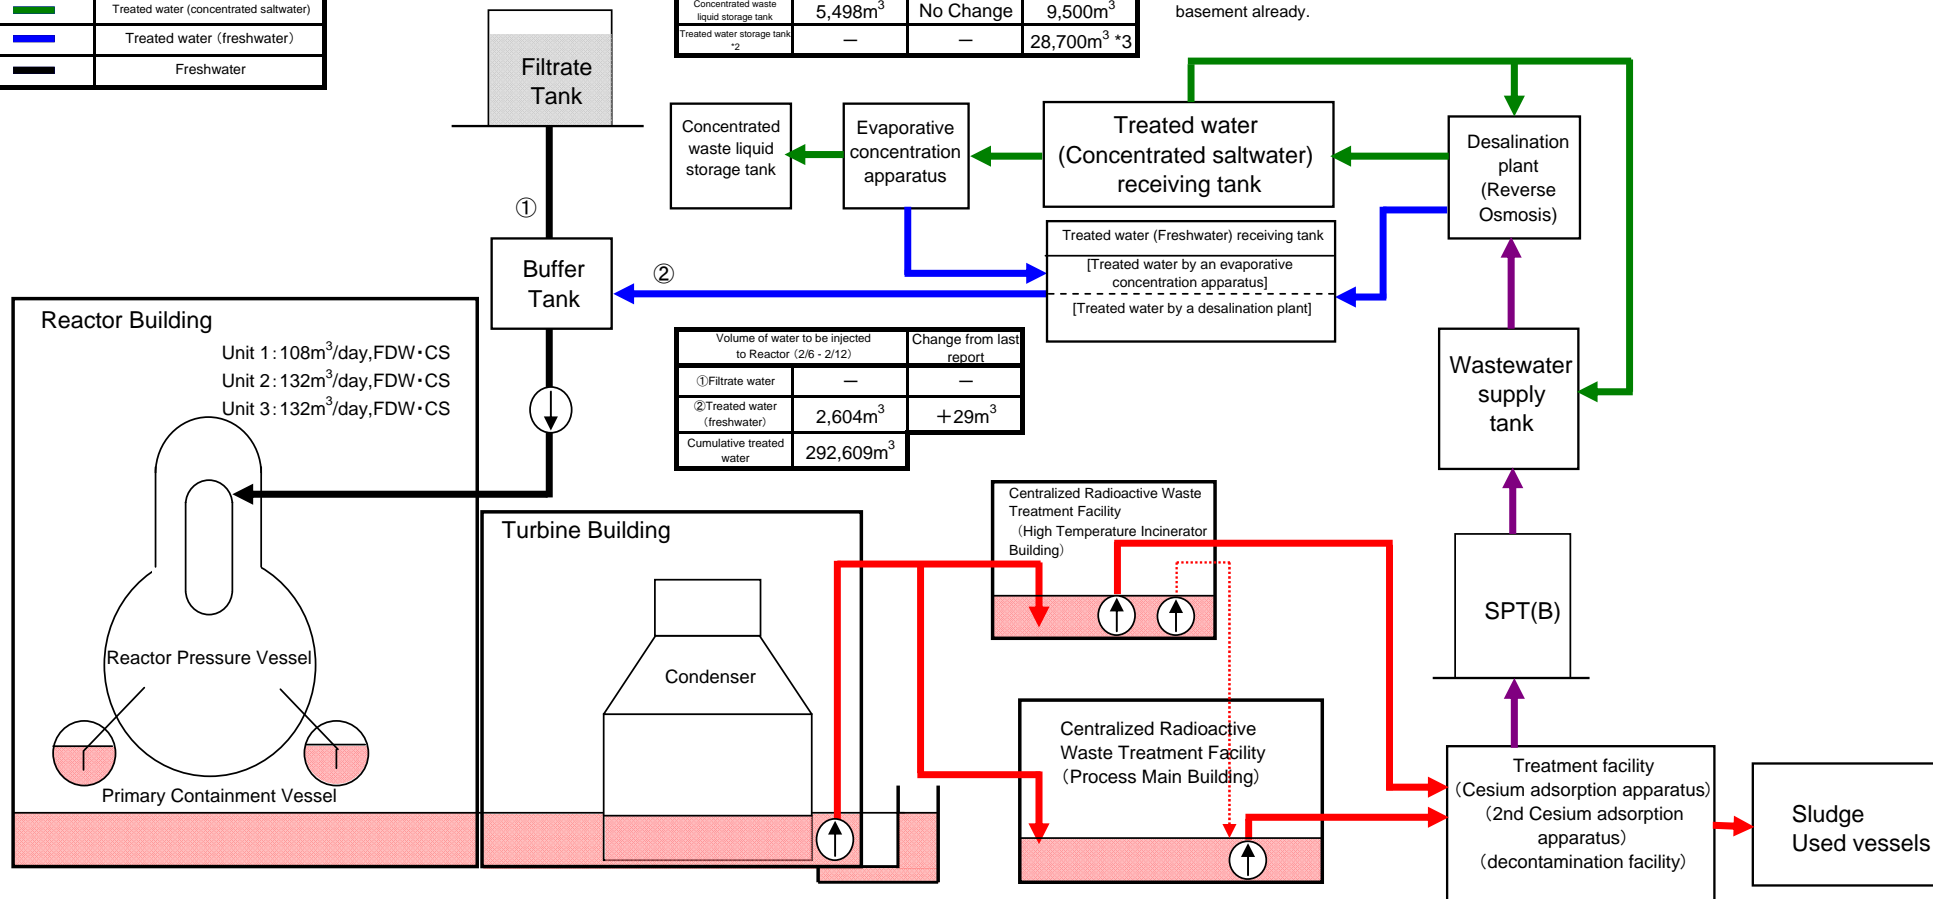 Treated water (concentrated saltwater)
Treated water (freshwater)
Freshwater
Concentrated waste
liquid storage tank
5,498m³
No Change
9,500m³
Treated water storage tank
*2
－
－
28,700m³ *3
basement already.
Filtrate
Tank
Concentrated
waste liquid
storage tank
Evaporative
concentration
apparatus
Treated water
(Concentrated saltwater)
receiving tank
Desalination
plant
(Reverse
Osmosis)
①
Buffer
Tank
②
Treated water (Freshwater) receiving tank
[Treated water by an evaporative
concentration apparatus]
[Treated water by a desalination plant]
Reactor Building
Unit 1：108m³/day,FDW・CS
Unit 2：132m³/day,FDW・CS
Unit 3：132m³/day,FDW・CS
Volume of water to be injected
to Reactor (2/6 - 2/12)
Change from last
report
①Filtrate water
－
－
②Treated water
(freshwater)
2,604m³
＋29m³
Cumulative treated
water
292,609m³
Wastewater
supply
tank
Centralized Radioactive Waste
Treatment Facility
(High Temperature Incinerator
Building)
Turbine Building
SPT(B)
Reactor Pressure Vessel
Condenser
Centralized Radioactive
Waste Treatment Facility
(Process Main Building)
Primary Containment Vessel
Treatment facility
(Cesium adsorption apparatus)
(2nd Cesium adsorption
apparatus)
(decontamination facility)
Sludge
Used vessels